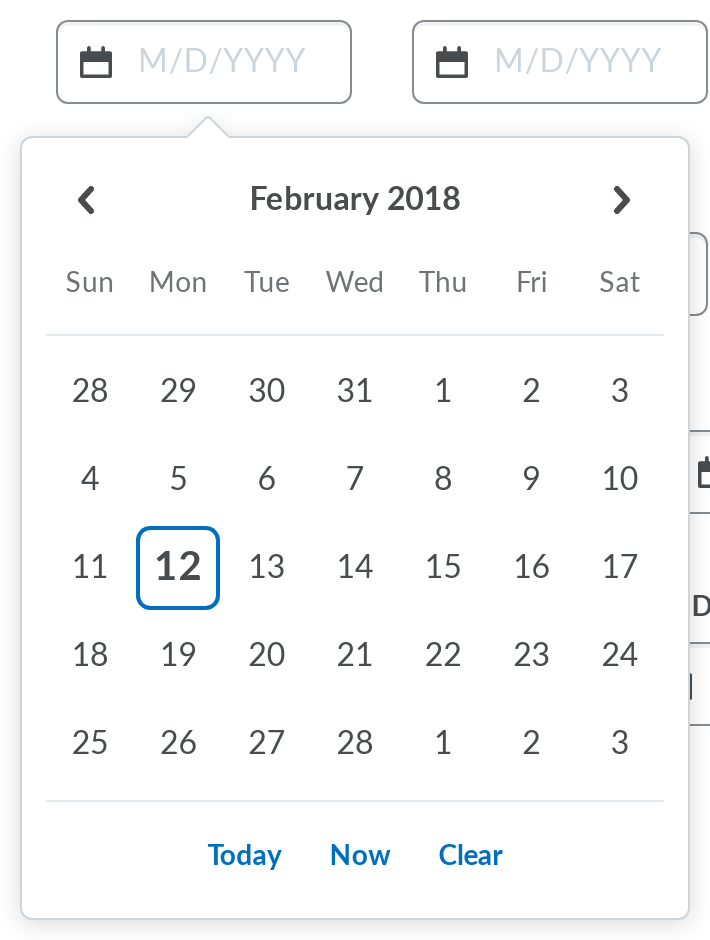 M/D/YYYY M/D/YYYY
February 2018
Sun Mon Tue Wed Thu Fri Sat
28 29 30 31 1 2 3
4 5 6 7 8 9 10
11 12 13 14 15 16 17
D
18 19 20 21 22 23 24
25 26 27 28 1 2 3
Today Now Clear